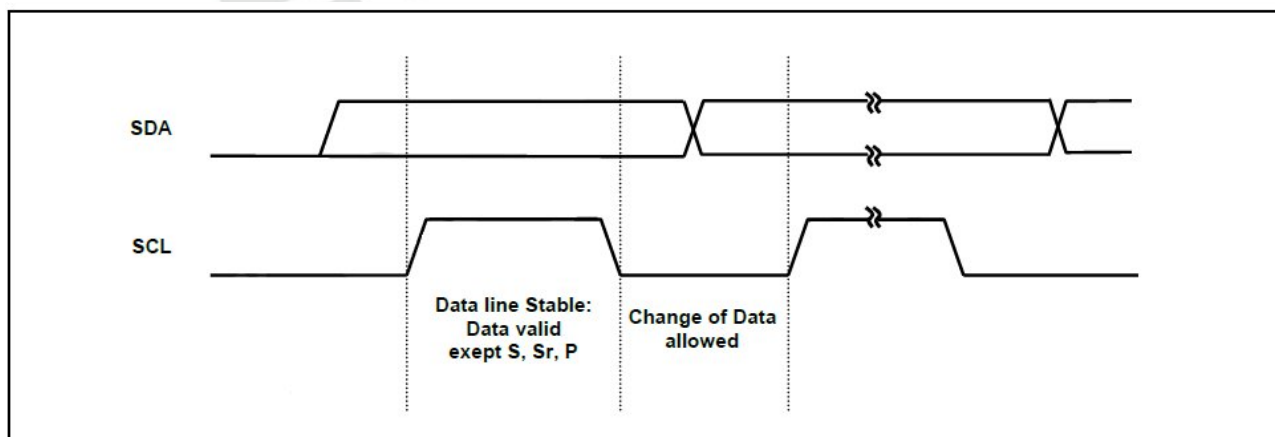 SDA
SCL
Data line Stable:
Data valid
exept S, Sr, P
Change of Data
allowed